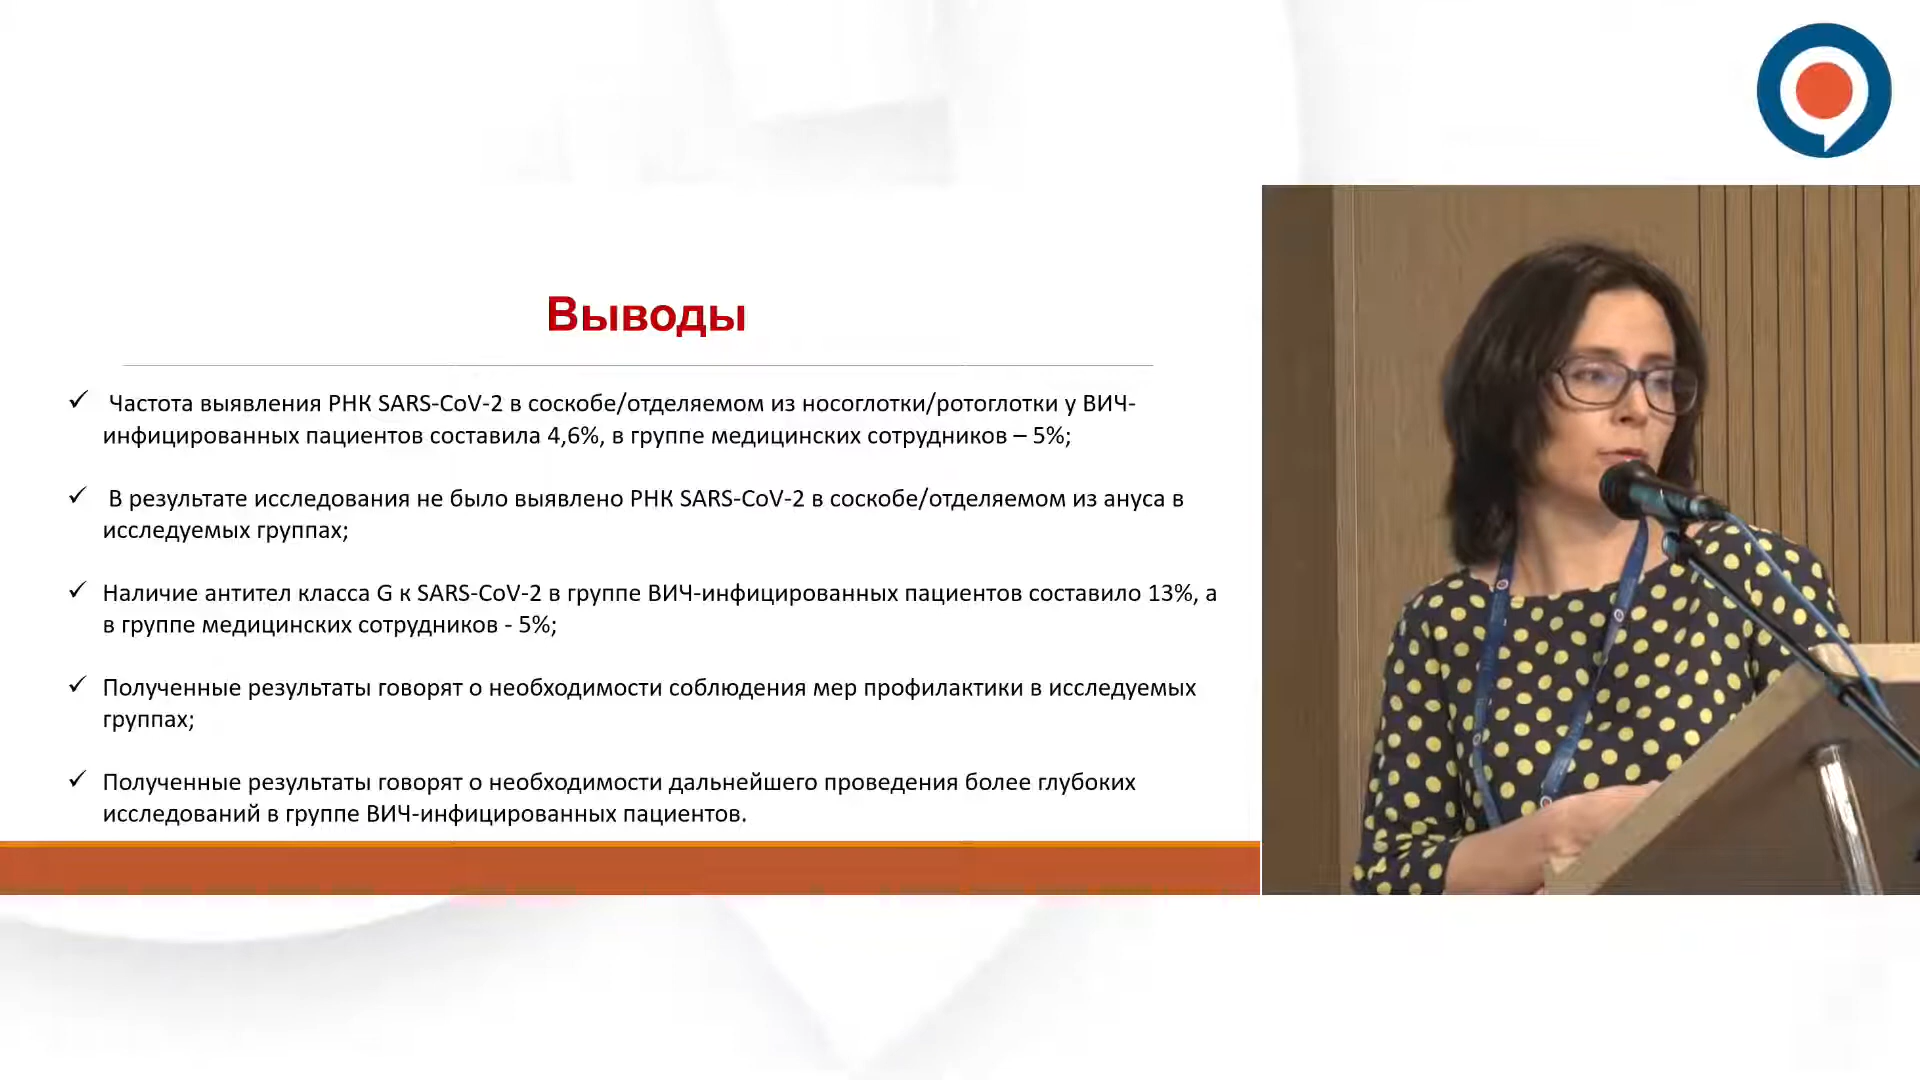 Выводы
✓ Частота выявления РНК SARS-CoV-2 в соскобе/отделяемом из носоглотки/ротоглотки у ВИЧ-
инфицированных пациентов составила 4,6%, в группе медицинских сотрудников – 5%;
✓ В результате исследования не было выявлено РНК SARS-CoV-2 в соскобе/отделяемом из ануса в
исследуемых группах;
✓ Наличие антител класса G к SARS-CoV-2 в группе ВИЧ-инфицированных пациентов составило 13%, а
в группе медицинских сотрудников - 5%;
✓ Полученные результаты говорят о необходимости соблюдения мер профилактики в исследуемых
группах;
✓ Полученные результаты говорят о необходимости дальнейшего проведения более глубоких
исследований в группе ВИЧ-инфицированных пациентов.